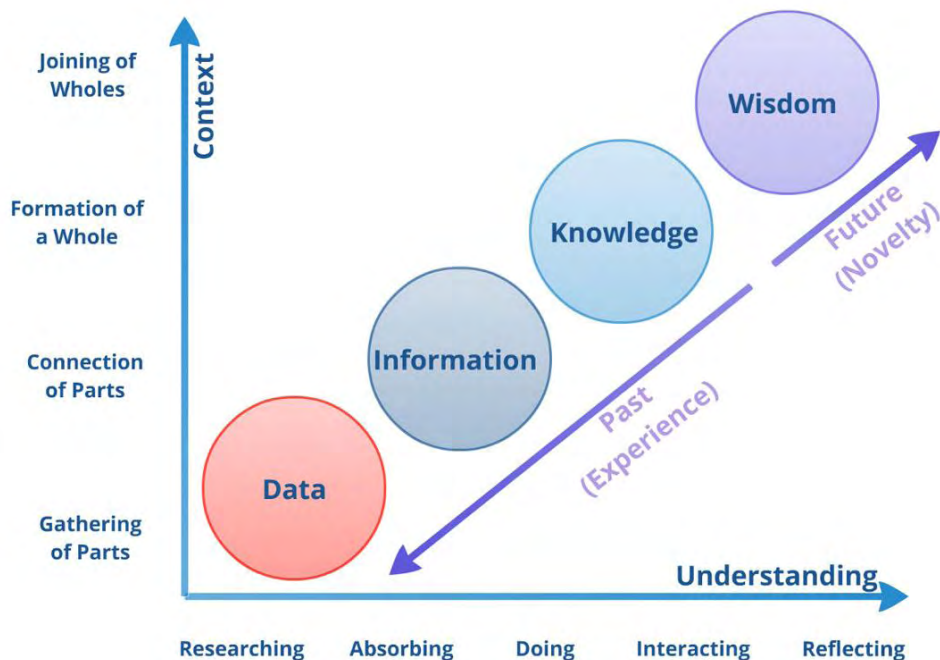 Joining of
Wholes
Context
Wisdom
Formation of
a Whole
Knowledge
Future
(Novelty)
Connection
of Parts
Information
Past
(Experience)
Data
Gathering
of Parts
Understanding
Researching Absorbing Doing Interacting Reflecting